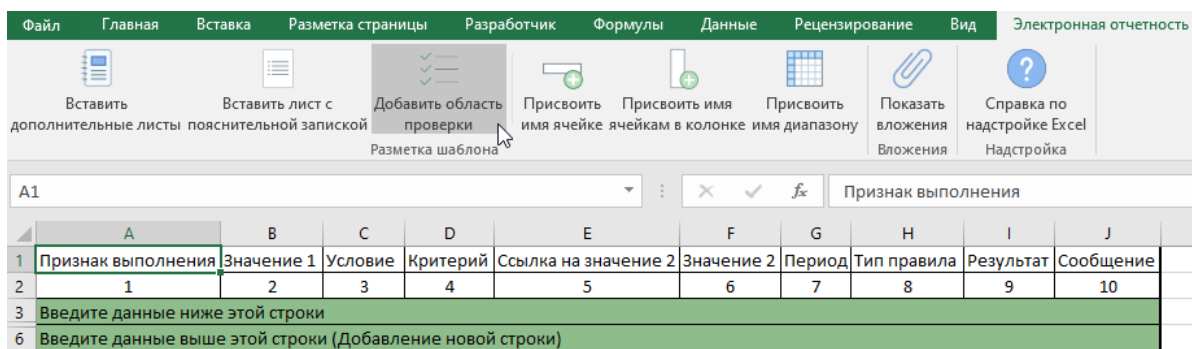 Файл Главная Вставка Разметка страницы Разработчик Формулы Данные Рецензирование Вид Электронная отчетность
Вставить дополнительные листы
Вставить лист с пояснительной запиской
Добавить область проверки
Присвоить имя ячейке
Присвоить имя ячейкам в колонке
Присвоить имя диапазону
Показать вложения
Справка по надстройке Excel
Разметка шаблона Вложения Надстройка
A1 fx Признак выполнения
A B C D E F G H I J
1 Признак выполнения Значение 1 Условие Критерий Ссылка на значение 2 Значение 2 Период Тип правила Результат Сообщение
2 1 2 3 4 5 6 7 8 9 10
3 Введите данные ниже этой строки
6 Введите данные выше этой строки (Добавление новой строки)